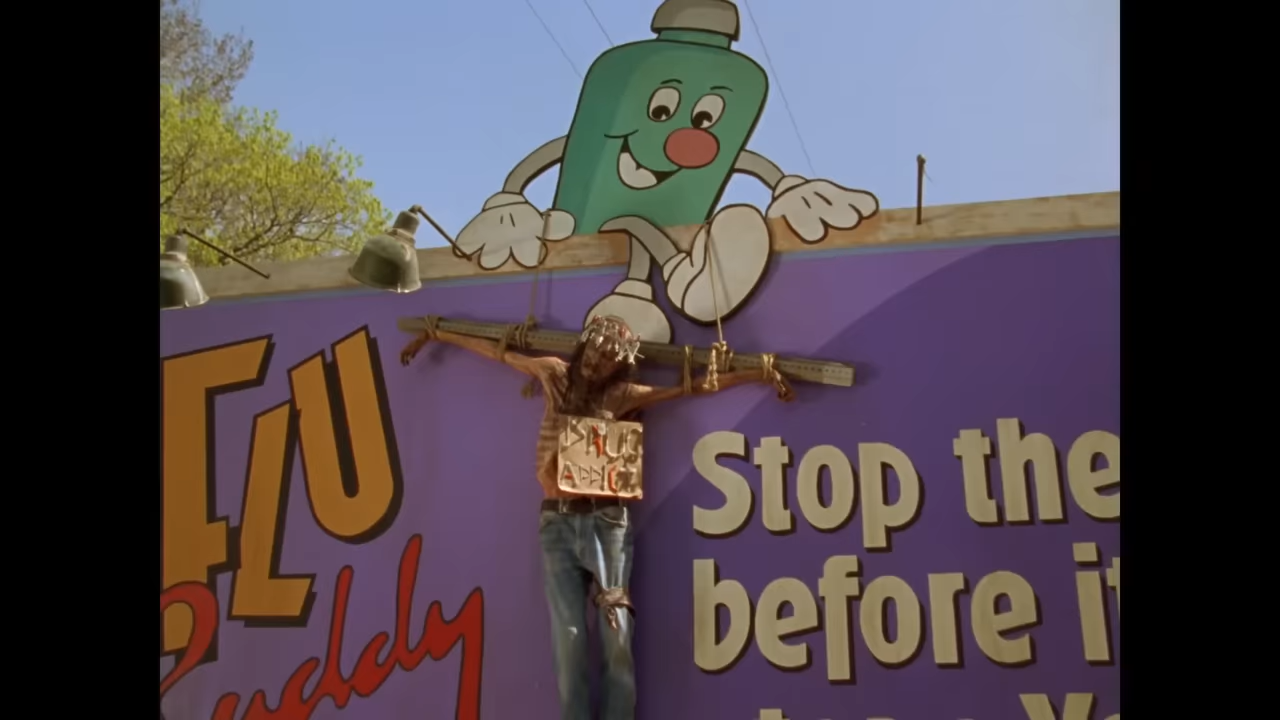 FLU
Buddy
DRUG
ADDICT
Stop the
before it